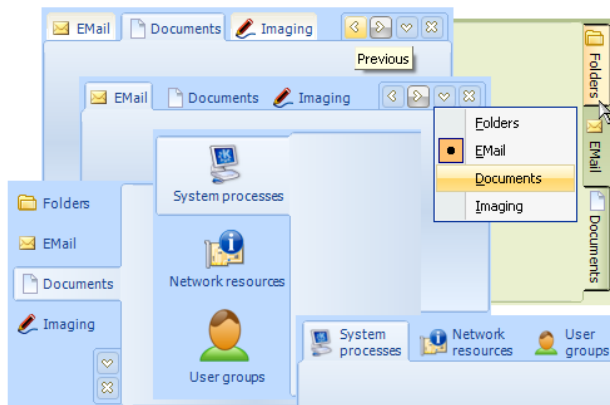 EMail
Documents
Imaging
Previous
EMail
Documents
Imaging
Folders
EMail
Documents
Folders
EMail
Documents
Imaging
System processes
Network resources
User groups
Folders
EMail
Documents
Imaging
System
processes
Network
resources
User
groups